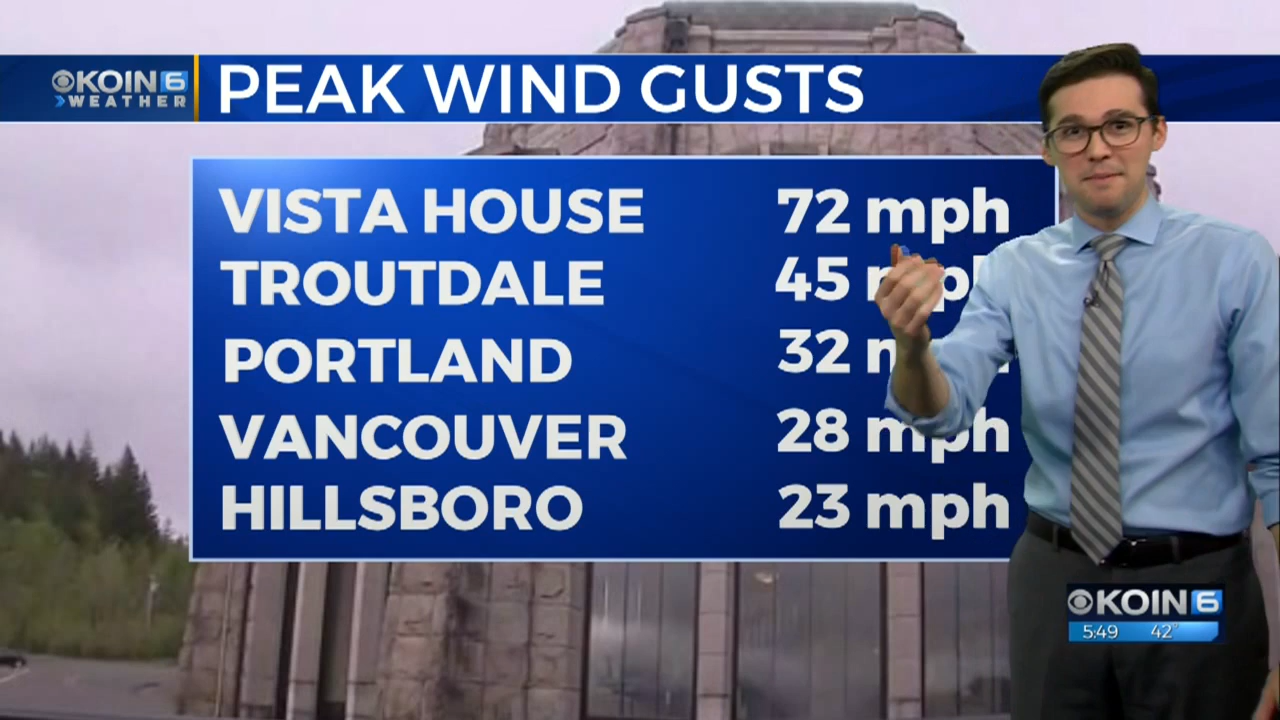 KOIN 6
WEATHER
PEAK WIND GUSTS
VISTA HOUSE 72 mph
TROUTDALE 45 mph
PORTLAND 32 m
VANCOUVER 28 mph
HILLSBORO 23 mph
KOIN 6
5:49 42°